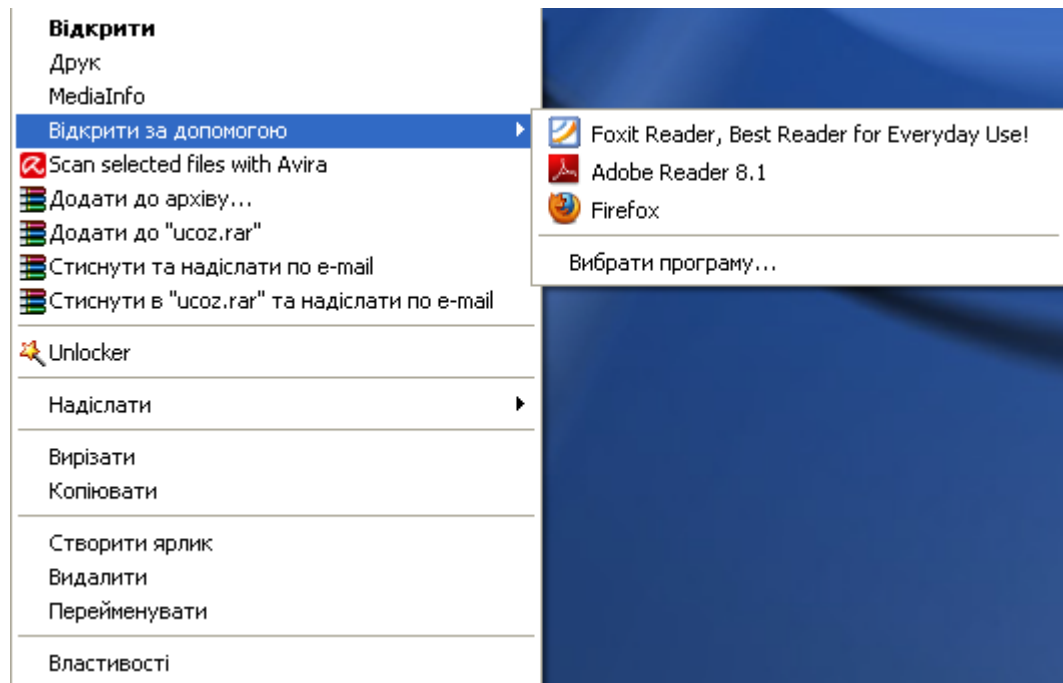 Відкрити
Друк
MediaInfo
Відкрити за допомогою
Foxit Reader, Best Reader for Everyday Use!
Adobe Reader 8.1
Firefox
Вибрати програму...
Scan selected files with Avira
Додати до архіву...
Додати до "ucoz.rar"
Стиснути та надіслати по e-mail
Стиснути в "ucoz.rar" та надіслати по e-mail
Unlocker
Надіслати
Вирізати
Копіювати
Створити ярлик
Видалити
Перейменувати
Властивості